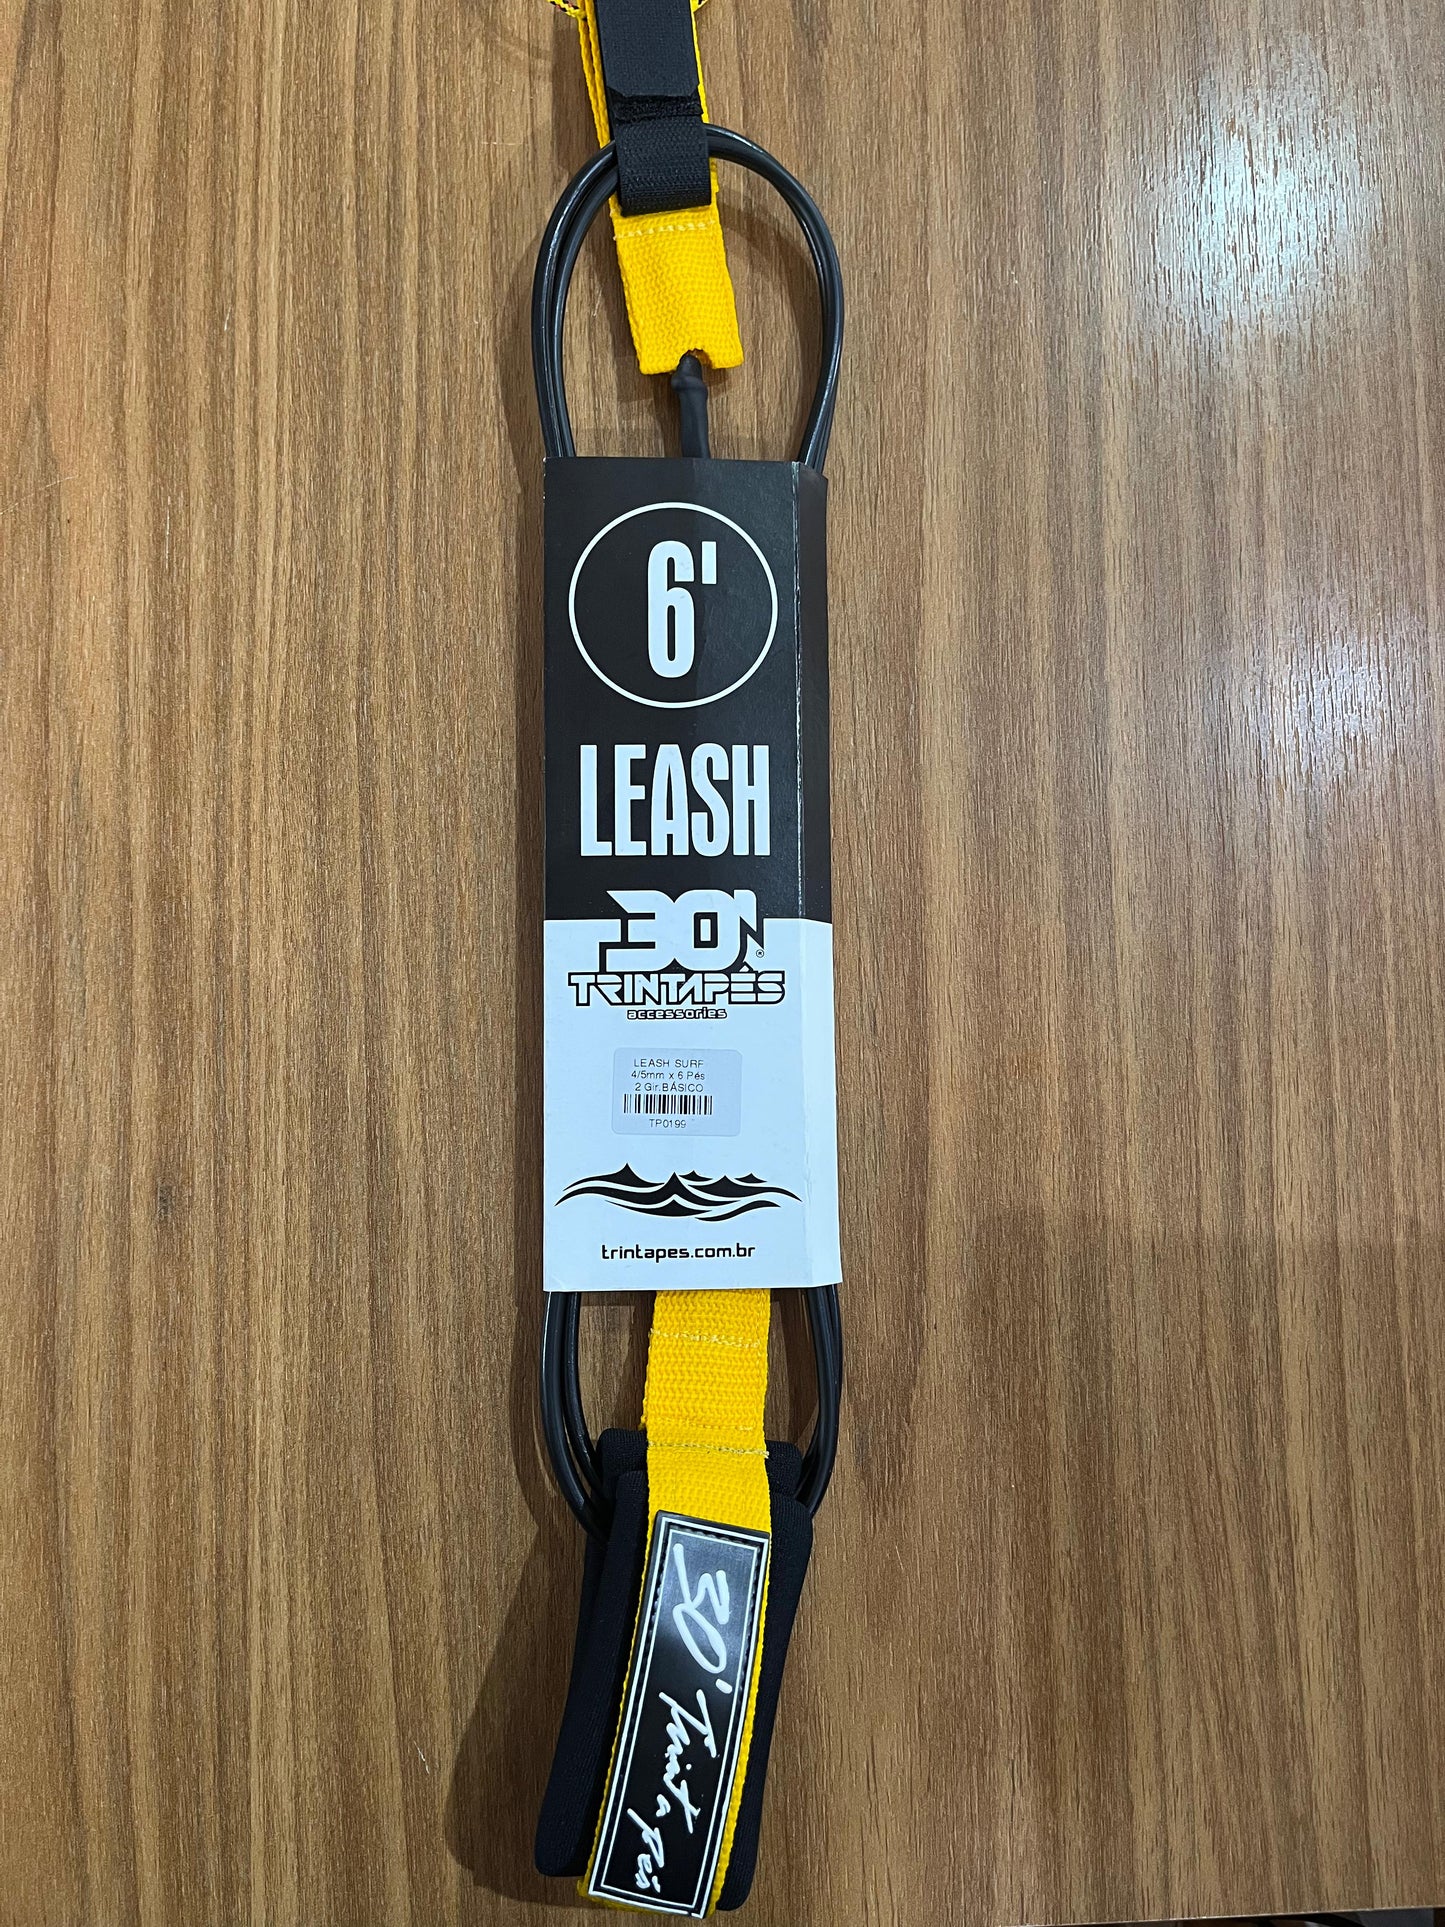 6'
LEASH
30'
®
TRINTAPÉS
accessories
LEASH SURF
4/5mm x 6 Pés
2 Gir.BÁSICO
TP0199
trintapes.com.br
30' Trinta Pés